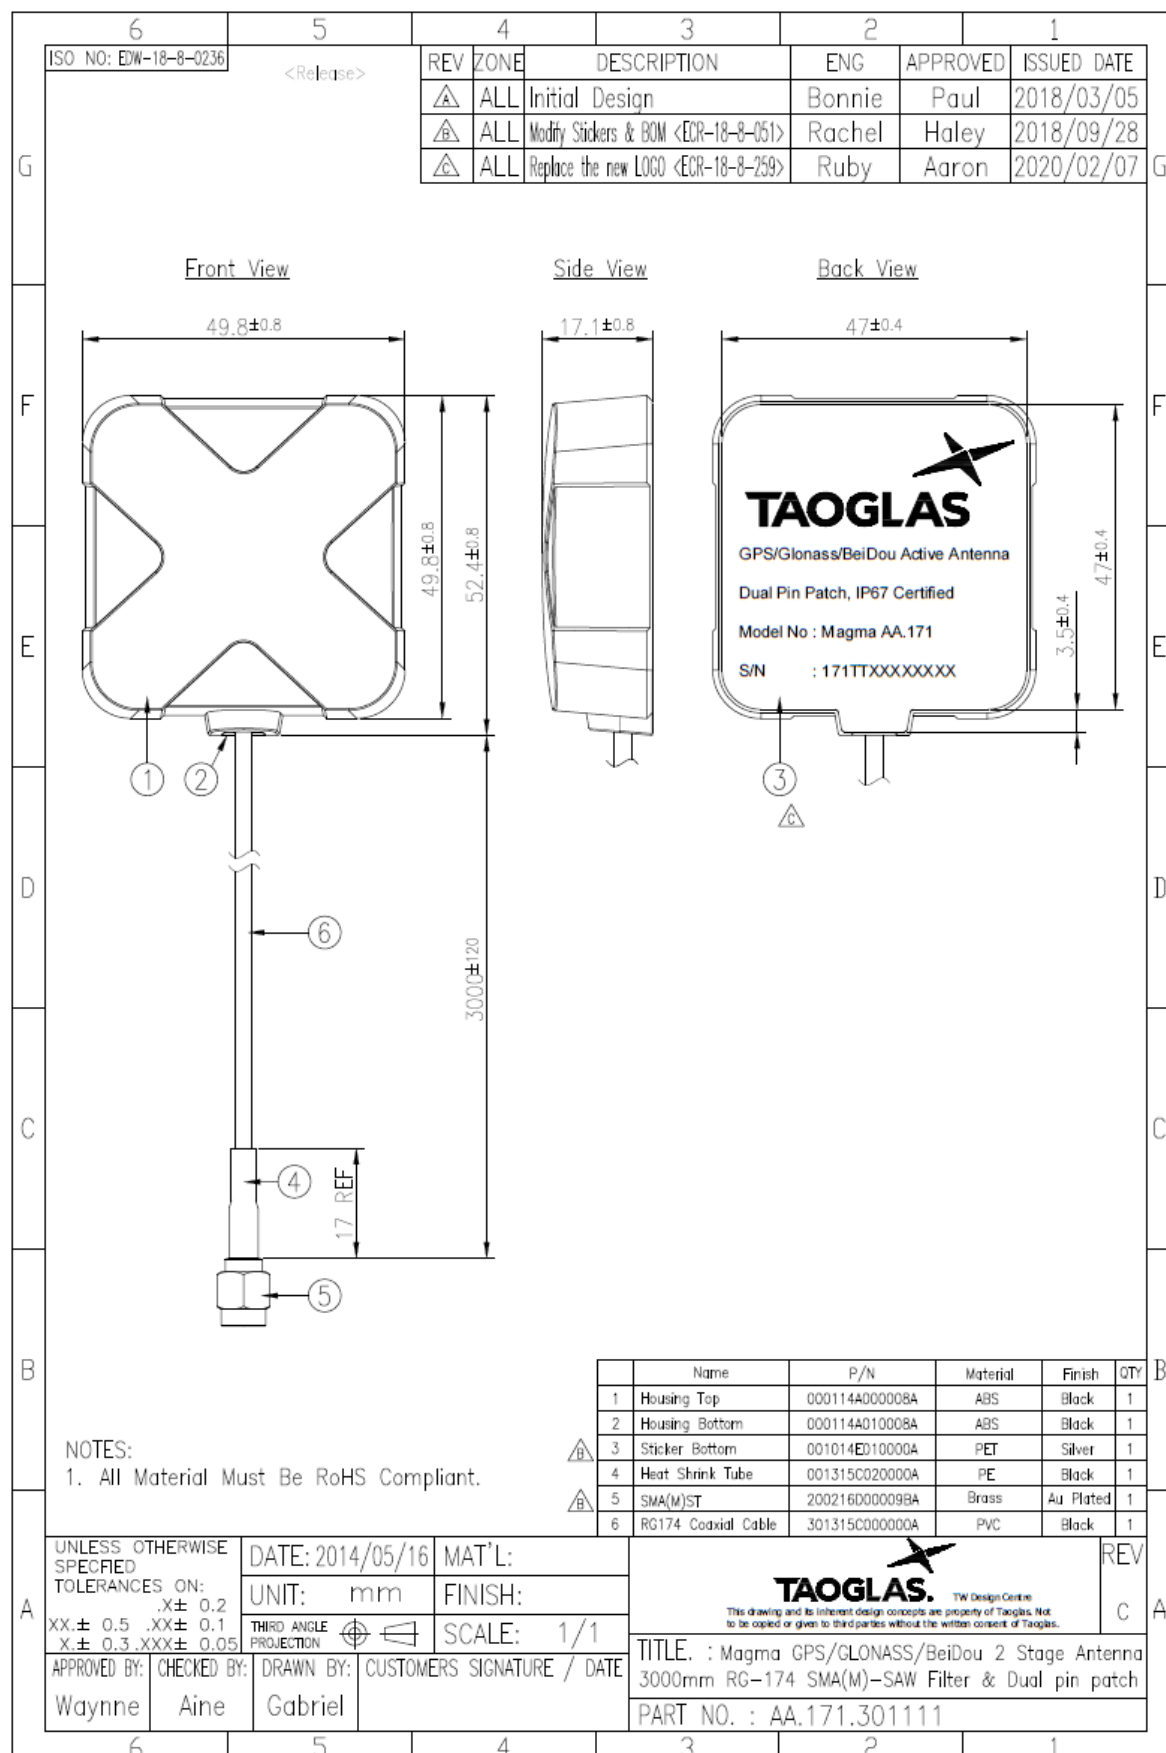 6 5 4 3 2 1
ISO NO: EDW-18-8-0236
<Release>
REV ZONE DESCRIPTION ENG APPROVED ISSUED DATE
A ALL Initial Design Bonnie Paul 2018/03/05
B ALL Modify Stickers & BOM <ECR-18-8-051> Rachel Haley 2018/09/28
C ALL Replace the new LOGO <ECR-18-8-259> Ruby Aaron 2020/02/07
G G
Front View Side View Back View
49.8±0.8 17.1±0.8 47±0.4
F F
49.8±0.8
52.4±0.8
TAOGLAS
GPS/Glonass/BeiDou Active Antenna
Dual Pin Patch, IP67 Certified
Model No : Magma AA.171
S/N : 171TTXXXXXXXX
47±0.4
3.5±0.4
E E
1 2 3
C
D D
6
3000±120
C C
4
17 REF
5
B B
Name P/N Material Finish QTY
1 Housing Top 000114A000008A ABS Black 1
2 Housing Bottom 000114A010008A ABS Black 1
B 3 Sticker Bottom 001014E010000A PET Silver 1
4 Heat Shrink Tube 001315C020000A PE Black 1
B 5 SMA(M)ST 200216D00009BA Brass Au Plated 1
6 RG174 Coaxial Cable 301315C000000A PVC Black 1
NOTES:
1. All Material Must Be RoHS Compliant.
UNLESS OTHERWISE
SPECFIED
TOLERANCES ON:
.X± 0.2
XX.± 0.5 .XX± 0.1
X.± 0.3 .XXX± 0.05
DATE: 2014/05/16 MAT'L:
UNIT: mm FINISH:
THIRD ANGLE
PROJECTION
SCALE: 1/1
TAOGLAS.
TW Design Centre
This drawing and its inherent design concepts are property of Taoglas. Not
to be copied or given to third parties without the written consent of Taoglas.
REV
C
A A
APPROVED BY: CHECKED BY: DRAWN BY: CUSTOMERS SIGNATURE / DATE
Waynne Aine Gabriel
TITLE. : Magma GPS/GLONASS/BeiDou 2 Stage Antenna
3000mm RG-174 SMA(M)-SAW Filter & Dual pin patch
PART NO. : AA.171.301111
6 5 4 3 2 1